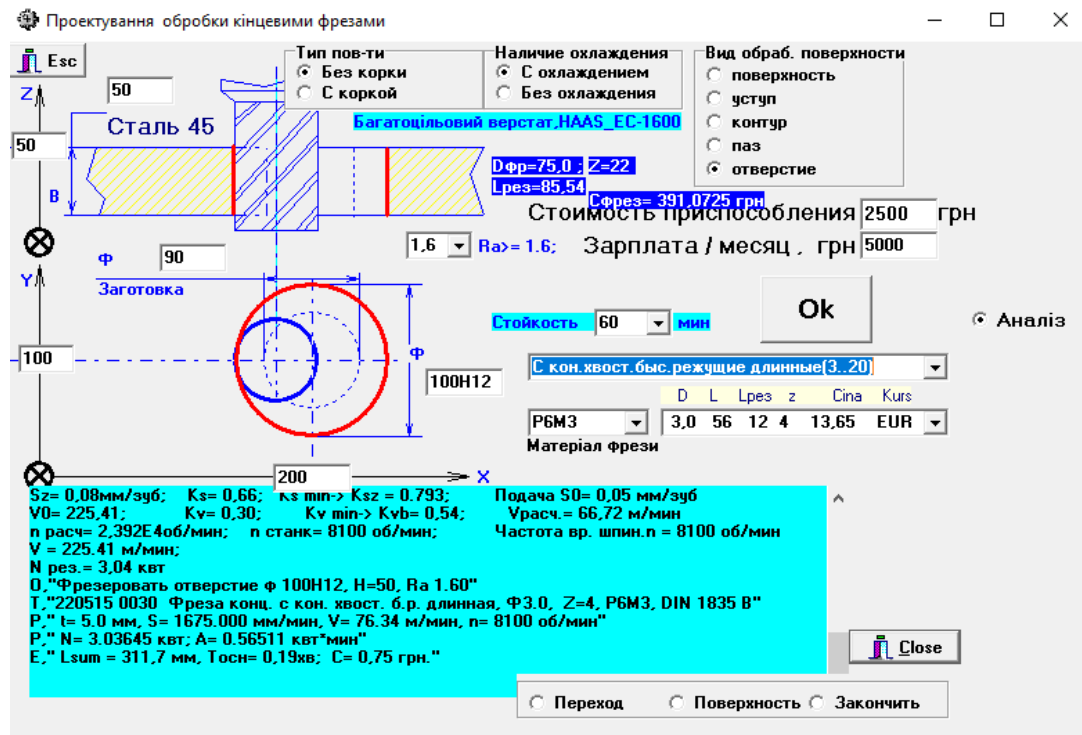 Проектування обробки кінцевими фрезами
Esc
Тип пов-ти
Без корки
С коркой
Наличие охлаждения
С охлаждением
Без охлаждения
Вид обраб. поверхности
поверхность
уступ
контур
паз
отверстие
Z
50
50
Сталь 45
Багатоцільовий верстат,HAAS_EC-1600
B
Dфр=75,0 ; Z=22
Lрез=85,54
Сфрез= 391,0725 грн
Стоимость приспособления 2500 грн
1,6 Ra>= 1.6; Зарплата / месяц , грн 5000
Ф 90
Y
Заготовка
Ok
Стойкость 60 мин
Аналіз
100
Ф
100H12
С кон.хвост.быс.режущие длинные(3..20)
D L Lрез z Cina Kurs
Р6М3 3,0 56 12 4 13,65 EUR
Матеріал фрези
200
X
Sz= 0,08мм/зуб; Ks= 0,66; Ks min-> Ksz = 0.793; Подача S0= 0,05 мм/зуб
V0= 225,41; Kv= 0,30; Kv min-> Kvb= 0,54; Vрасч.= 66,72 м/мин
n расч= 2,392E4об/мин; n станк= 8100 об/мин; Частота вр. шпин.n = 8100 об/мин
V = 225.41 м/мин;
N рез.= 3,04 квт
О,"Фрезеровать отверстие ф 100H12, H=50, Ra 1.60"
Т,"220515 0030 Фреза конц. с кон. хвост. б.р. длинная, Ф3.0, Z=4, Р6М3, DIN 1835 B"
Р," t= 5.0 мм, S= 1675.000 мм/мин, V= 76.34 м/мин, n= 8100 об/мин"
Р," N= 3.03645 квт; А= 0.56511 квт*мин"
Е," Lsum = 311,7 мм, Тосн= 0,19хв; С= 0,75 грн."
Close
Переход
Поверхность
Закончить